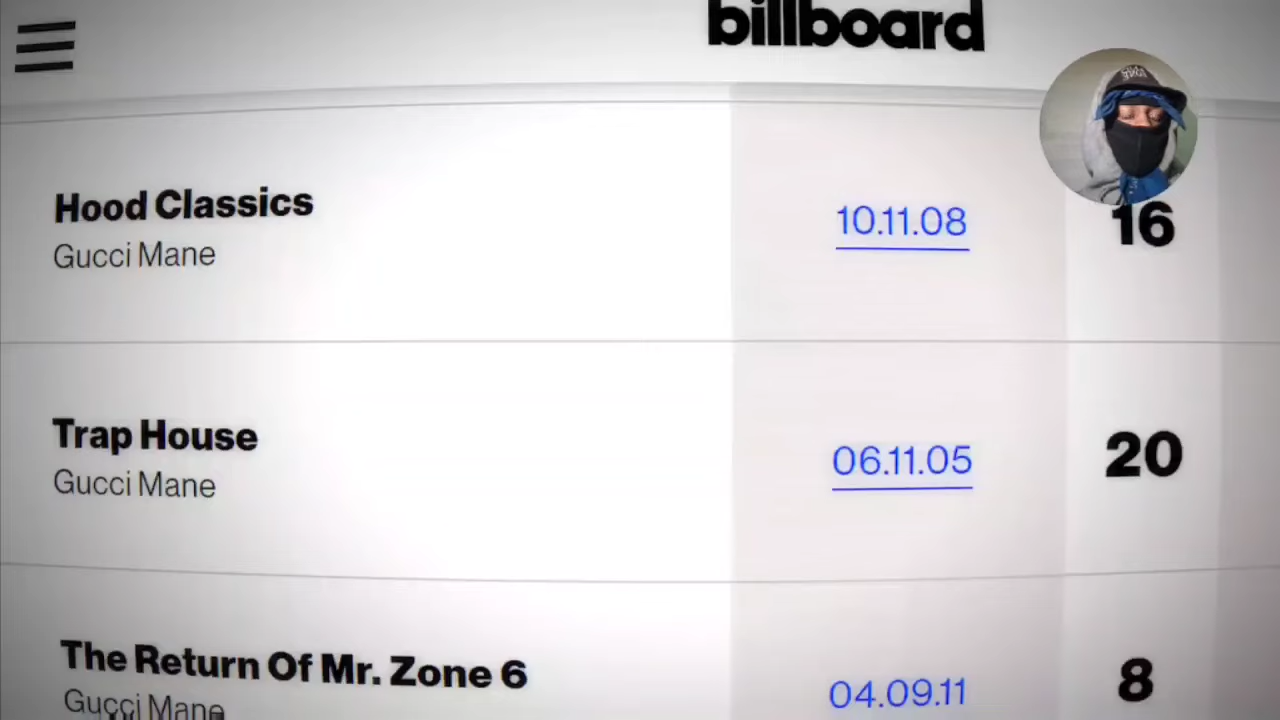 billboard
Hood Classics
Gucci Mane
10.11.08
16
Trap House
Gucci Mane
06.11.05
20
The Return Of Mr. Zone 6
Gucci Mane
04.09.11
8